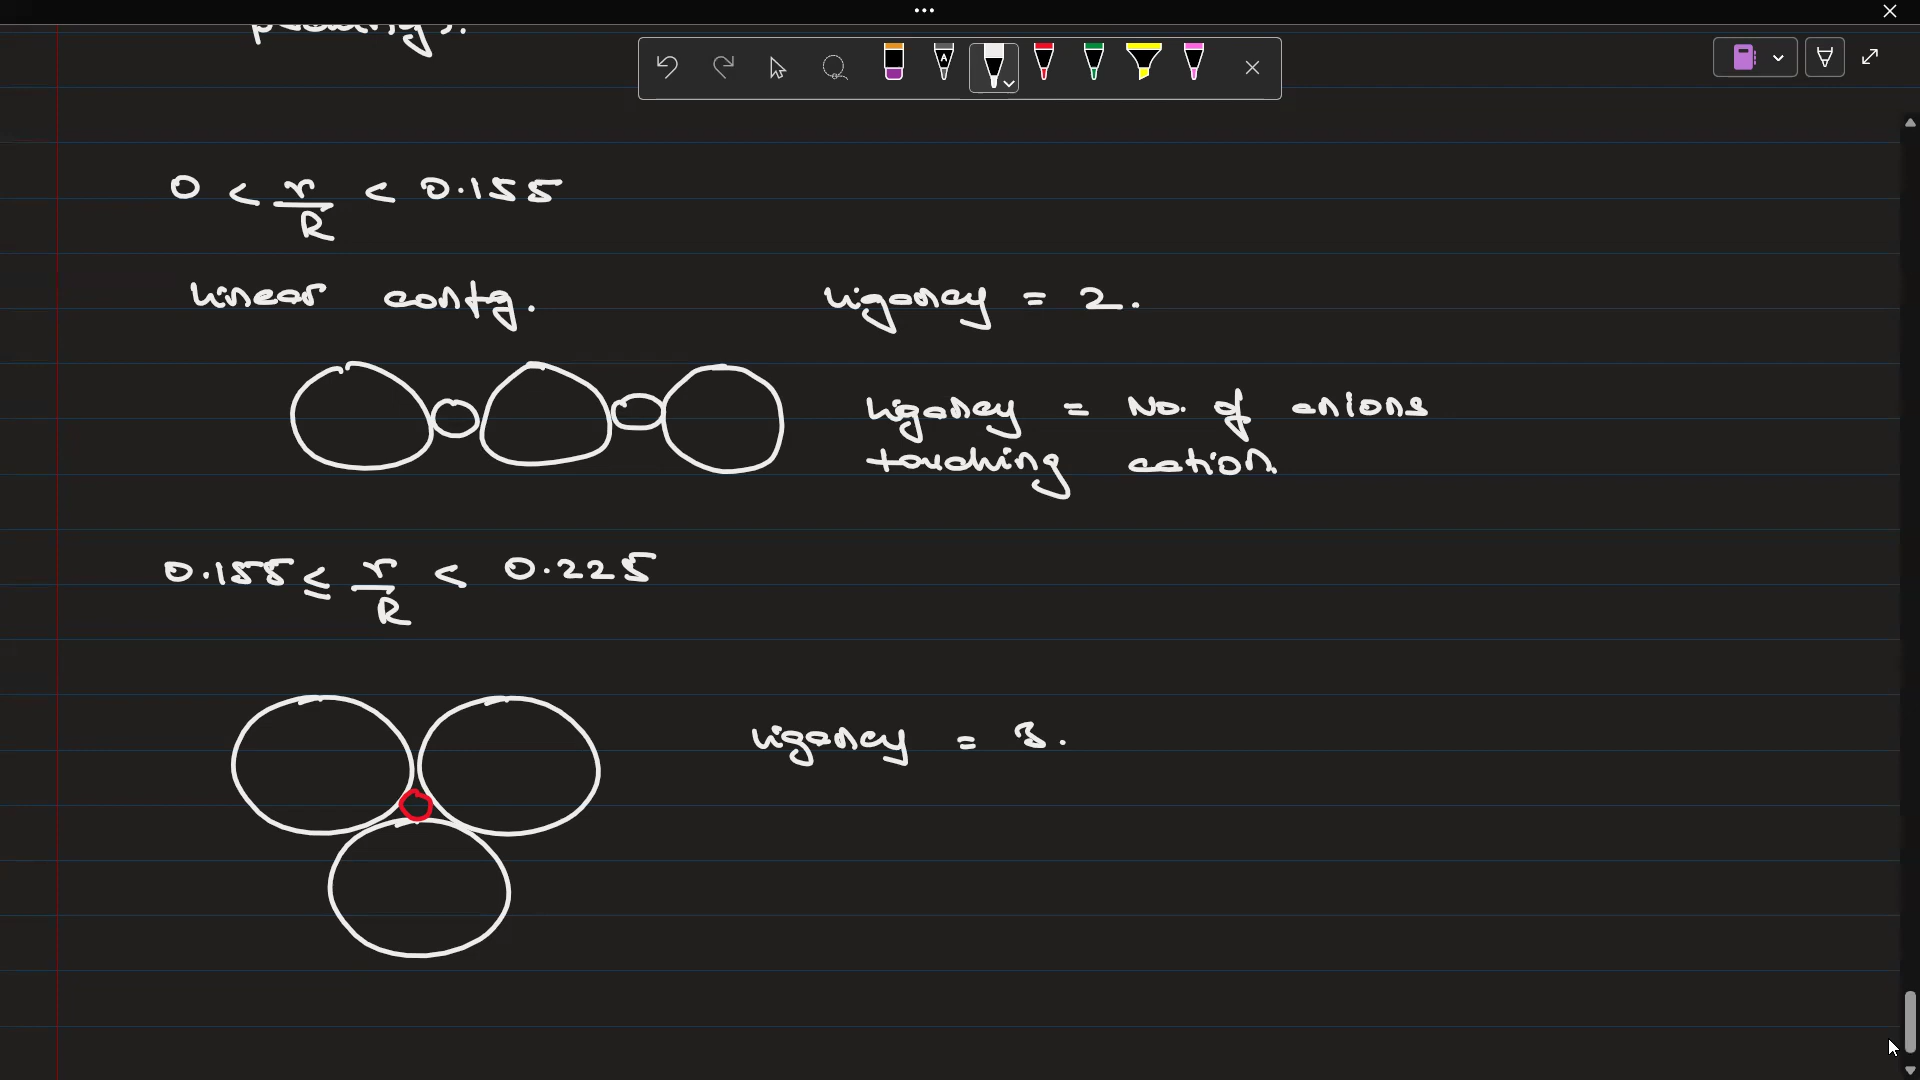 0 < r/R < 0.155
Linear config.
Ligancy = 2.
Ligancy = No. of anions
touching cation.
0.155 ≤ r/R < 0.225
Ligancy = 3.